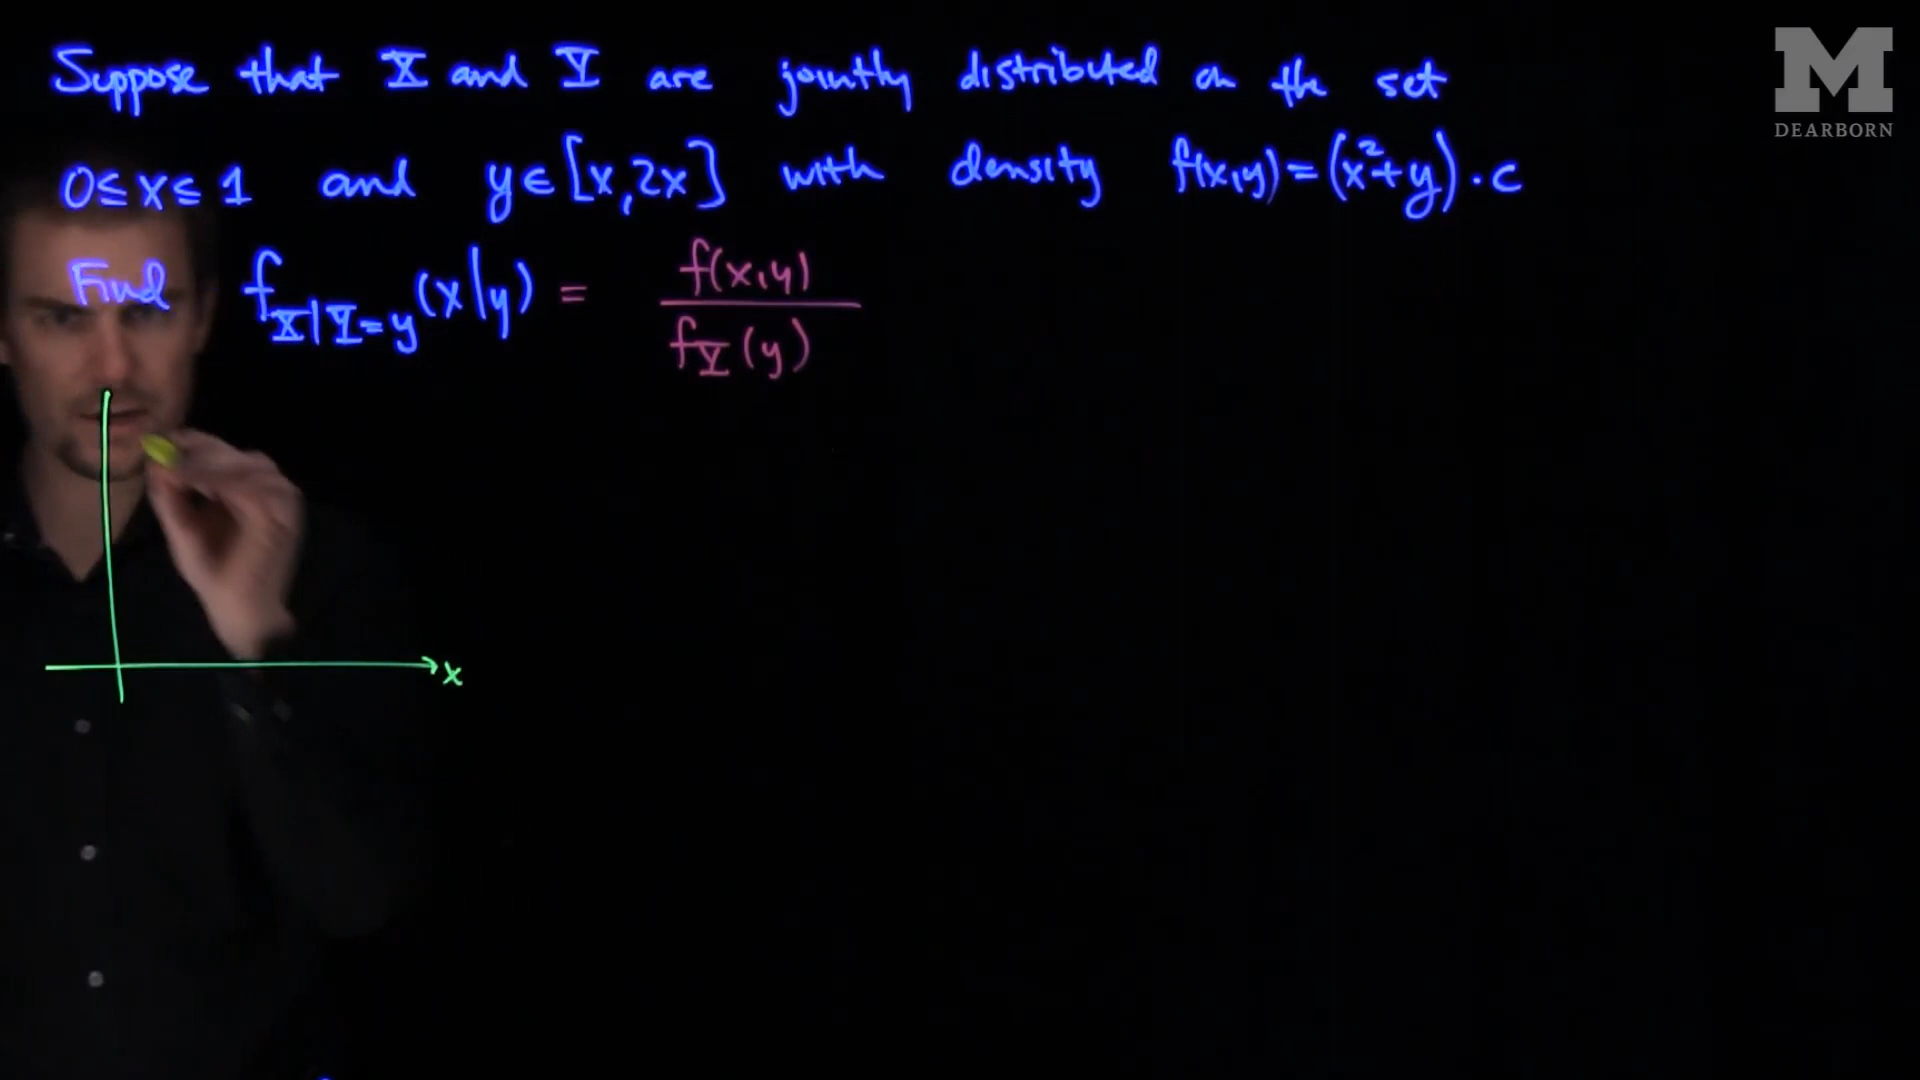 Suppose that X and Y are jointly distributed on the set
0≤x≤1 and y∈[x,2x] with density f(x,y)=(x²+y)·c
Find f_{X|Y=y}(x|y) = f(x,y) / f_Y(y)
x
M
DEARBORN